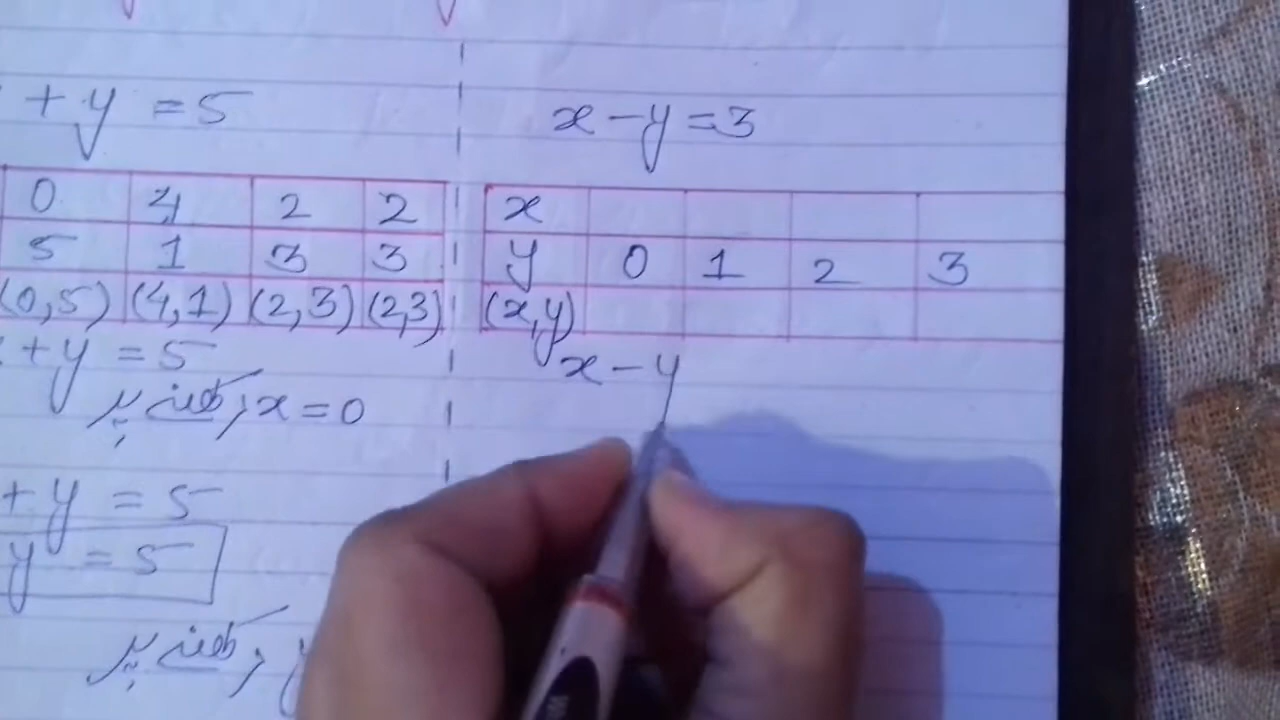 + y = 5
0 4 2 2
5 1 3 3
(0,5) (4,1) (2,3) (2,3)
+ y = 5
x = 0 رکھنے پر
+ y = 5
y = 5
رکھنے پر
x - y = 3
x
y 0 1 2 3
(x,y)
x - y